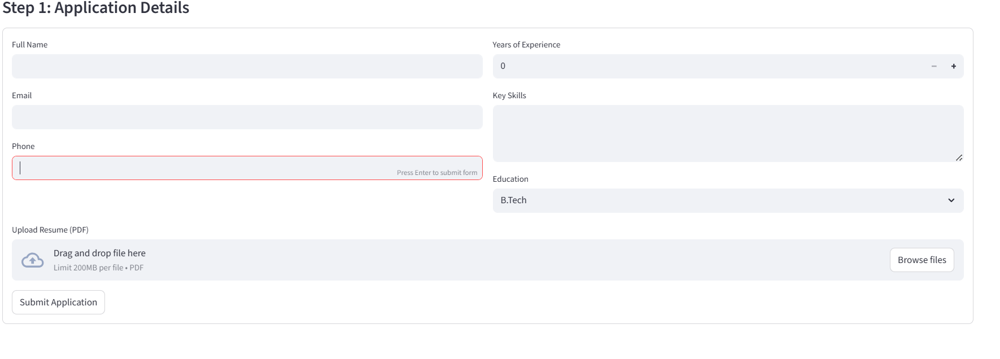 Step 1: Application Details
Full Name
Email
Phone
Press Enter to submit form
Years of Experience
0
Key Skills
Education
B.Tech
Upload Resume (PDF)
Drag and drop file here
Limit 200MB per file • PDF
Browse files
Submit Application